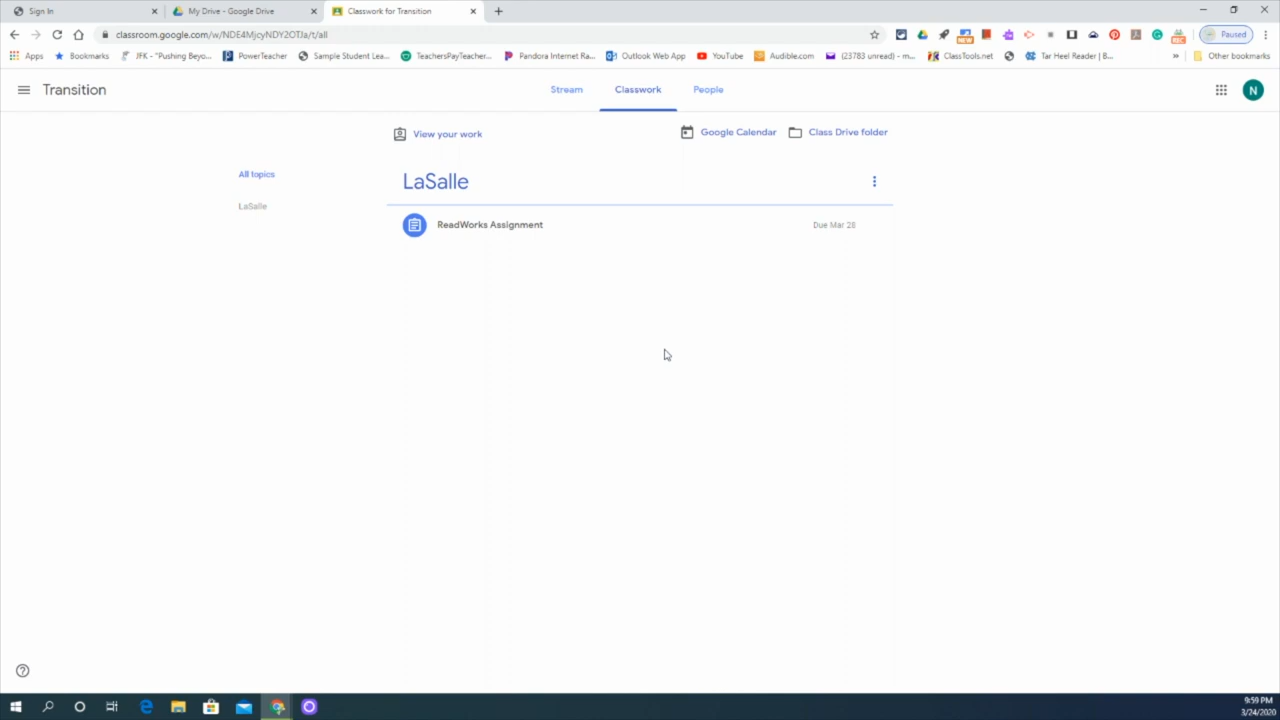 Sign In
My Drive - Google Drive
Classwork for Transition
classroom.google.com/w/NDE4MjcyNDY2OTJa/t/all
Paused
Apps
Bookmarks
JFK - "Pushing Beyo...
PowerTeacher
Sample Student Lea...
TeachersPayTeacher...
Pandora Internet Ra...
Outlook Web App
YouTube
Audible.com
(23783 unread) - m...
ClassTools.net
Tar Heel Reader | B...
»
Other bookmarks
Transition
Stream
Classwork
People
N
View your work
Google Calendar
Class Drive folder
All topics
LaSalle
LaSalle
ReadWorks Assignment
Due Mar 28
9:59 PM
3/24/2020